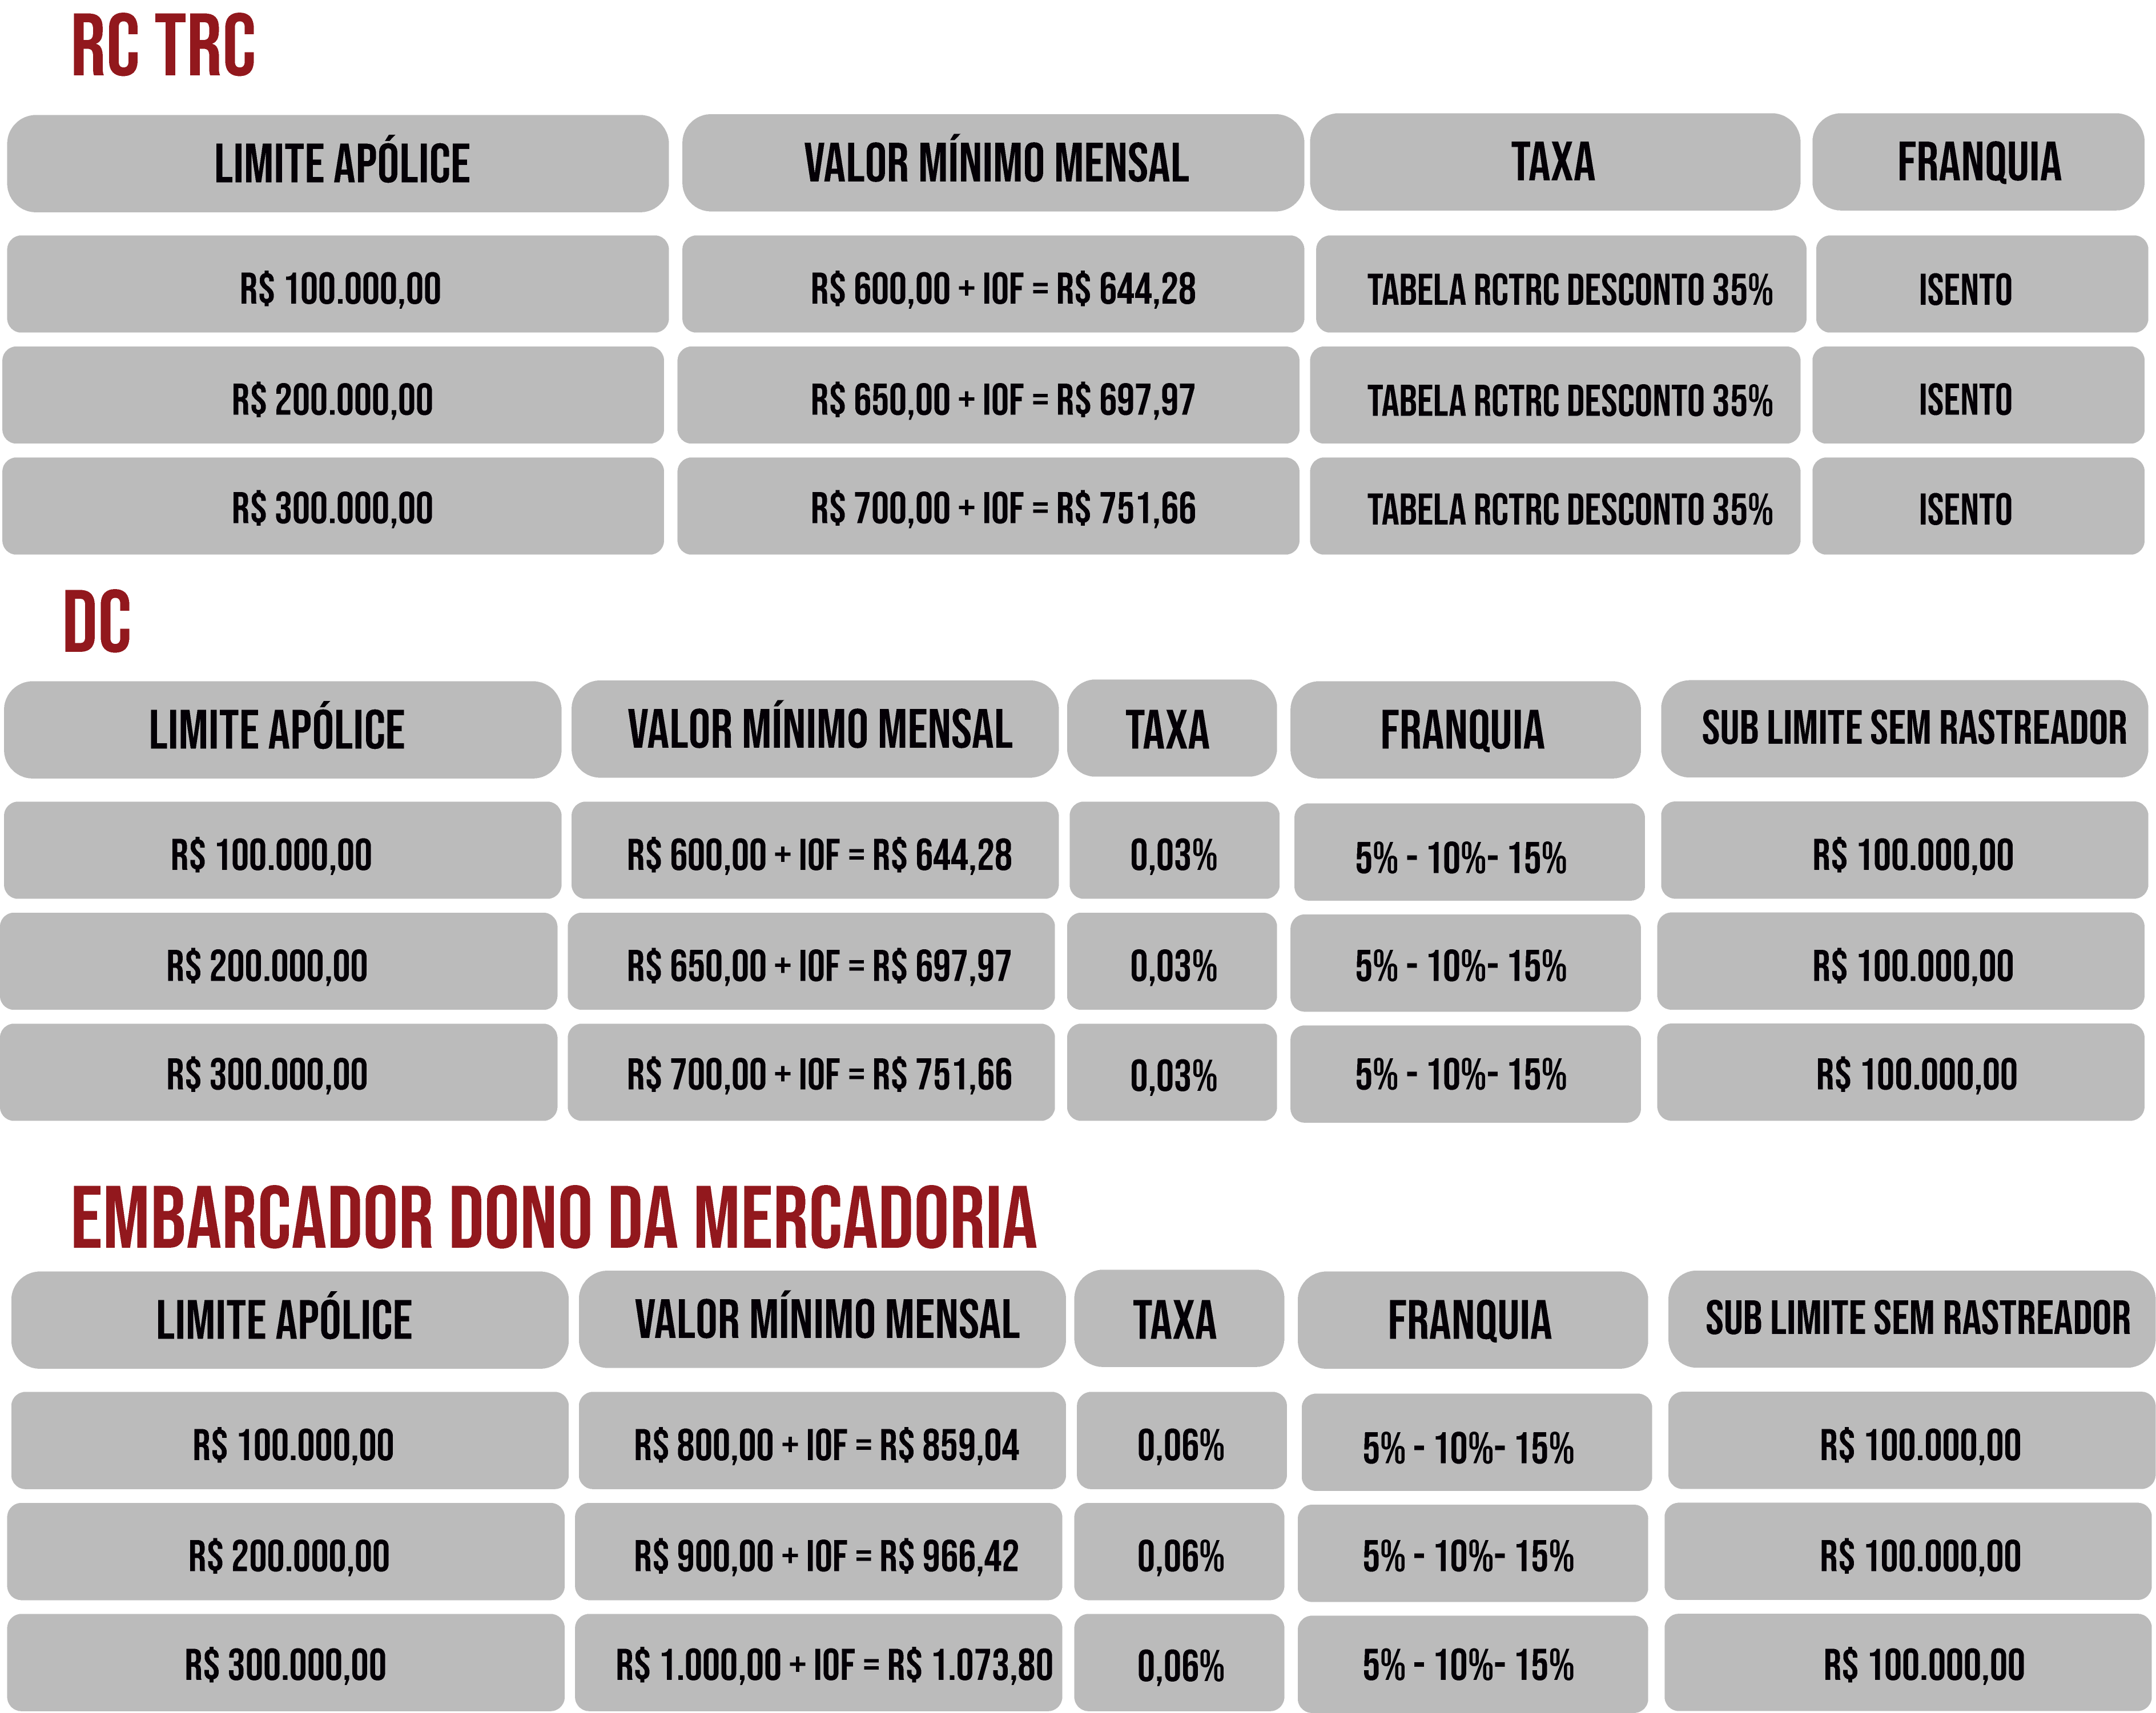 RC TRC
LIMITE APÓLICE VALOR MÍNIMO MENSAL TAXA FRANQUIA
R$ 100.000,00 R$ 600,00 + IOF = R$ 644,28 TABELA RCTRC DESCONTO 35% ISENTO
R$ 200.000,00 R$ 650,00 + IOF = R$ 697,97 TABELA RCTRC DESCONTO 35% ISENTO
R$ 300.000,00 R$ 700,00 + IOF = R$ 751,66 TABELA RCTRC DESCONTO 35% ISENTO
DC
LIMITE APÓLICE VALOR MÍNIMO MENSAL TAXA FRANQUIA SUB LIMITE SEM RASTREADOR
R$ 100.000,00 R$ 600,00 + IOF = R$ 644,28 0,03% 5% - 10%- 15% R$ 100.000,00
R$ 200.000,00 R$ 650,00 + IOF = R$ 697,97 0,03% 5% - 10%- 15% R$ 100.000,00
R$ 300.000,00 R$ 700,00 + IOF = R$ 751,66 0,03% 5% - 10%- 15% R$ 100.000,00
EMBARCADOR DONO DA MERCADORIA
LIMITE APÓLICE VALOR MÍNIMO MENSAL TAXA FRANQUIA SUB LIMITE SEM RASTREADOR
R$ 100.000,00 R$ 800,00 + IOF = R$ 859,04 0,06% 5% - 10%- 15% R$ 100.000,00
R$ 200.000,00 R$ 900,00 + IOF = R$ 966,42 0,06% 5% - 10%- 15% R$ 100.000,00
R$ 300.000,00 R$ 1.000,00 + IOF = R$ 1.073,80 0,06% 5% - 10%- 15% R$ 100.000,00